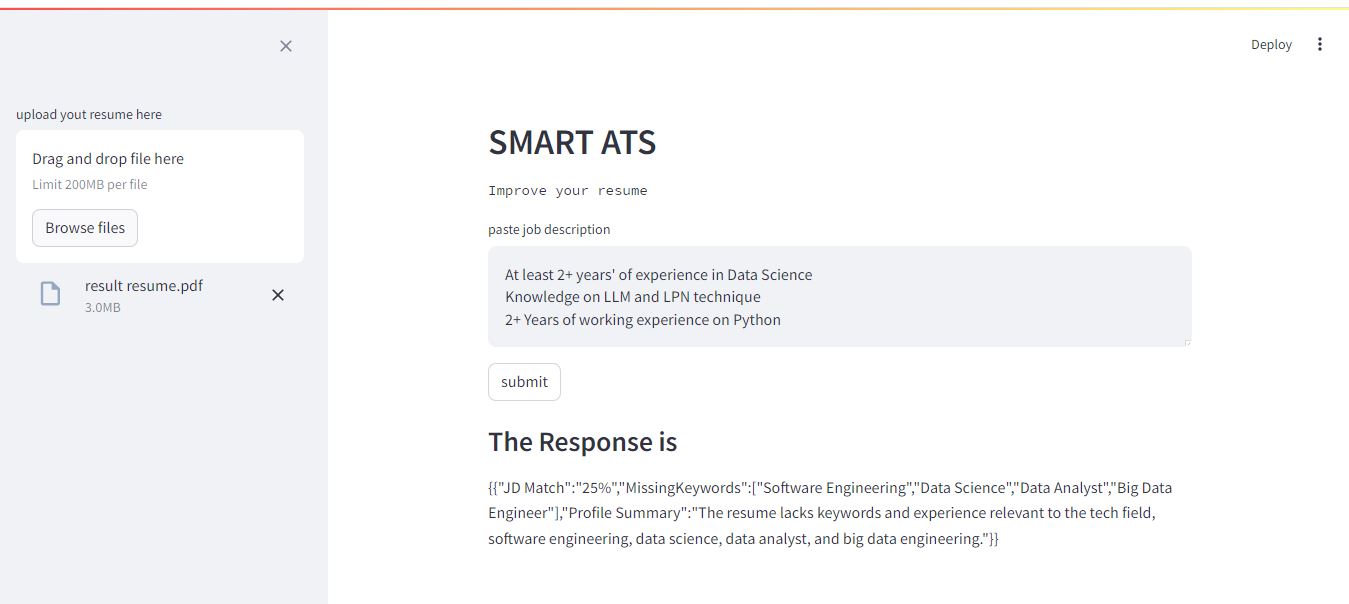 Deploy
upload yout resume here
Drag and drop file here
Limit 200MB per file
Browse files
result resume.pdf
3.0MB
SMART ATS
Improve your resume
paste job description
At least 2+ years' of experience in Data Science
Knowledge on LLM and LPN technique
2+ Years of working experience on Python
submit
The Response is
{{"JD Match":"25%","MissingKeywords":["Software Engineering","Data Science","Data Analyst","Big Data
Engineer"],"Profile Summary":"The resume lacks keywords and experience relevant to the tech field,
software engineering, data science, data analyst, and big data engineering."}}